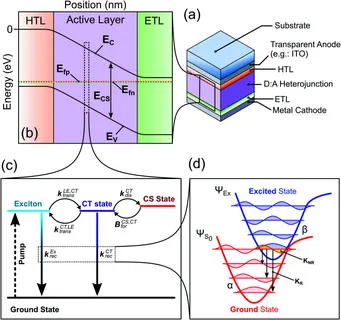 Position (nm)
HTL
Active Layer
ETL
(a)
0
Energy (eV)
E_C
E_fp
E_fn
E_CS
E_V
(b)
Substrate
Transparent Anode
(e.g.: ITO)
HTL
D:A Heterojunction
ETL
Metal Cathode
(c)
Exciton
k_trans^LE,CT
CT state
k_dis^CT
CS State
k_trans^CT,LE
B_for^CS,CT
Pump
k_rec^Ex
k_rec^CT
Ground State
(d)
Ψ_Ex
Excited State
β
Ψ_S0
K_NR
K_R
α
Ground State